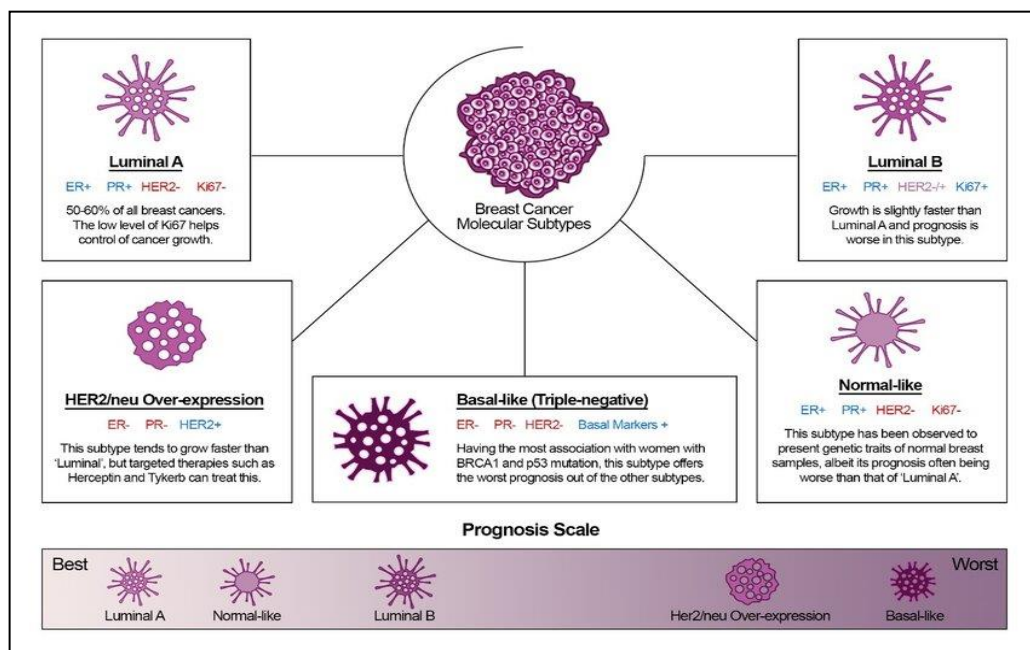 Luminal A
ER+ PR+ HER2- Ki67-
50-60% of all breast cancers.
The low level of Ki67 helps
control of cancer growth.
Breast Cancer
Molecular Subtypes
Luminal B
ER+ PR+ HER2-/+ Ki67+
Growth is slightly faster than
Luminal A and prognosis is
worse in this subtype.
HER2/neu Over-expression
ER- PR- HER2+
This subtype tends to grow faster than
‘Luminal’, but targeted therapies such as
Herceptin and Tykerb can treat this.
Basal-like (Triple-negative)
ER- PR- HER2- Basal Markers +
Having the most association with women with
BRCA1 and p53 mutation, this subtype offers
the worst prognosis out of the other subtypes.
Normal-like
ER+ PR+ HER2- Ki67-
This subtype has been observed to
present genetic traits of normal breast
samples, albeit its prognosis often being
worse than that of ‘Luminal A’.
Prognosis Scale
Best
Worst
Luminal A
Normal-like
Luminal B
Her2/neu Over-expression
Basal-like